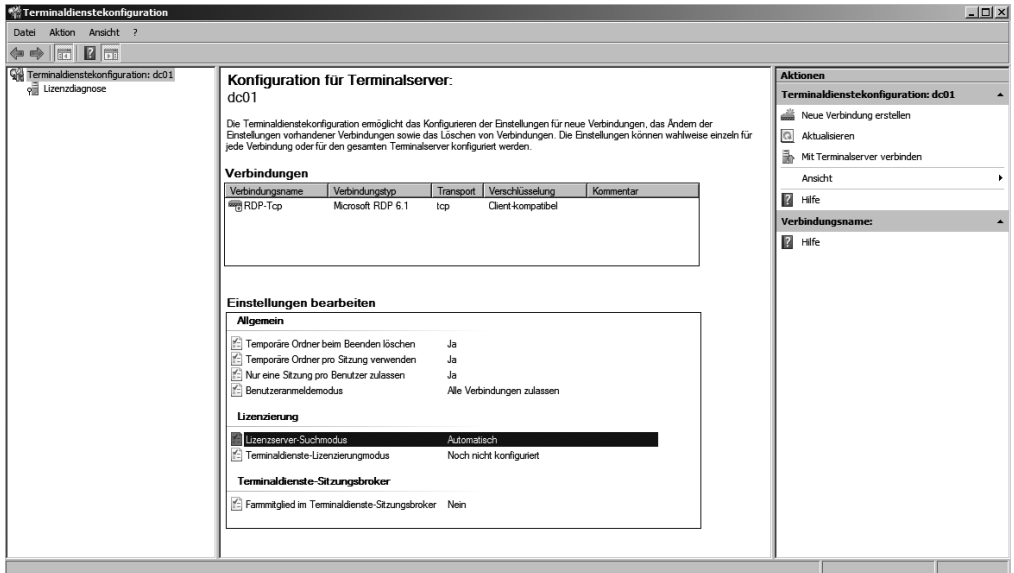 Terminaldienstekonfiguration
Datei Aktion Ansicht ?
Terminaldienstekonfiguration: dc01
Lizenzdiagnose
Konfiguration für Terminalserver:
dc01
Die Terminaldienstekonfiguration ermöglicht das Konfigurieren der Einstellungen für neue Verbindungen, das Ändern der
Einstellungen vorhandener Verbindungen sowie das Löschen von Verbindungen. Die Einstellungen können wahlweise einzeln für
jede Verbindung oder für den gesamten Terminalserver konfiguriert werden.
Verbindungen
Verbindungsname Verbindungstyp Transport Verschlüsselung Kommentar
RDP-Tcp Microsoft RDP 6.1 tcp Client-kompatibel
Einstellungen bearbeiten
Allgemein
Temporäre Ordner beim Beenden löschen Ja
Temporäre Ordner pro Sitzung verwenden Ja
Nur eine Sitzung pro Benutzer zulassen Ja
Benutzeranmeldemodus Alle Verbindungen zulassen
Lizenzierung
Lizenzserver-Suchmodus Automatisch
Terminaldienste-Lizenzierungmodus Noch nicht konfiguriert
Terminaldienste-Sitzungsbroker
Farmmitglied im Terminaldienste-Sitzungsbroker Nein
Aktionen
Terminaldienstekonfiguration: dc01
Neue Verbindung erstellen
Aktualisieren
Mit Terminalserver verbinden
Ansicht
Hilfe
Verbindungsname:
Hilfe